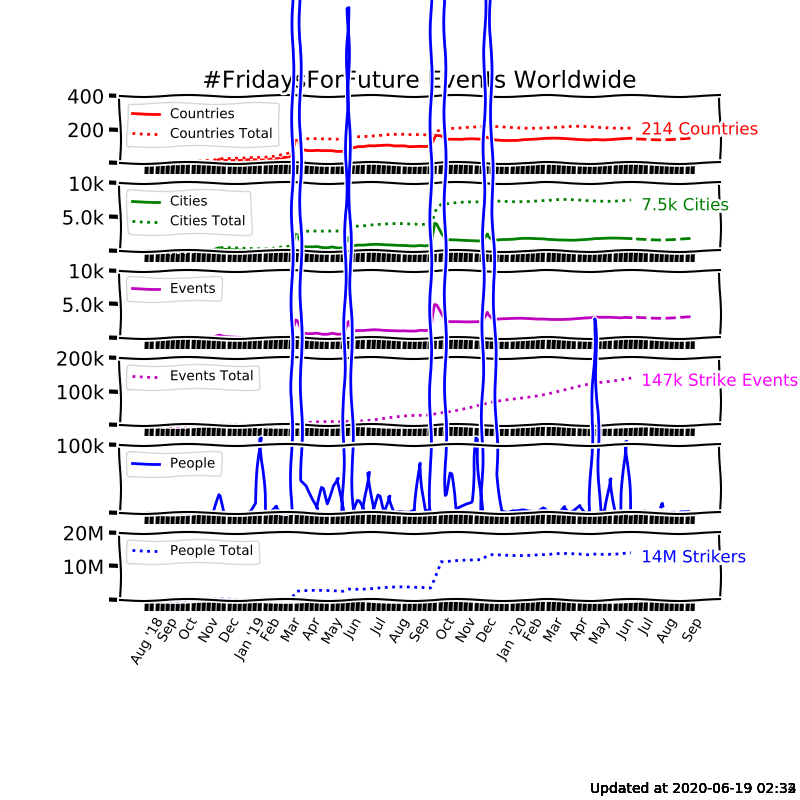 #FridaysForFuture Events Worldwide
400
200
Countries
Countries Total
214 Countries
10k
5.0k
Cities
Cities Total
7.5k Cities
10k
5.0k
Events
200k
100k
Events Total
147k Strike Events
100k
People
20M
10M
People Total
14M Strikers
Aug '18 Sep Oct Nov Dec Jan '19 Feb Mar Apr May Jun Jul Aug Sep Oct Nov Dec Jan '20 Feb Mar Apr May Jun Jul Aug Sep
Updated at 2020-06-19